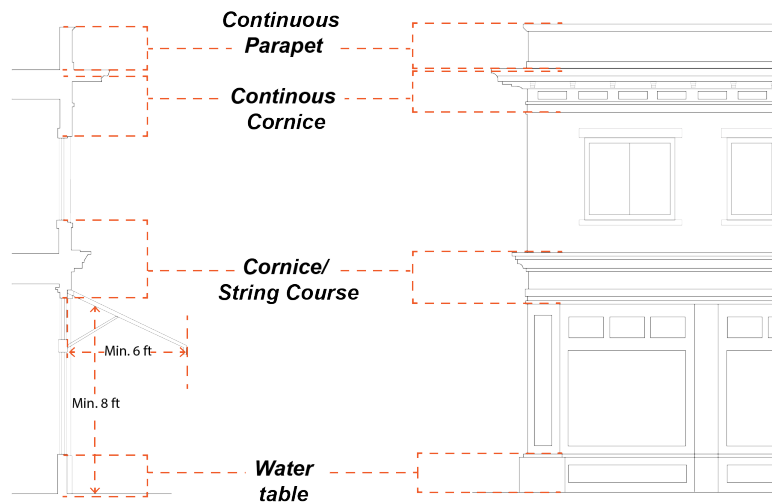 Continuous
Parapet
Continous
Cornice
Cornice/
String Course
Min. 6 ft
Min. 8 ft
Water
table